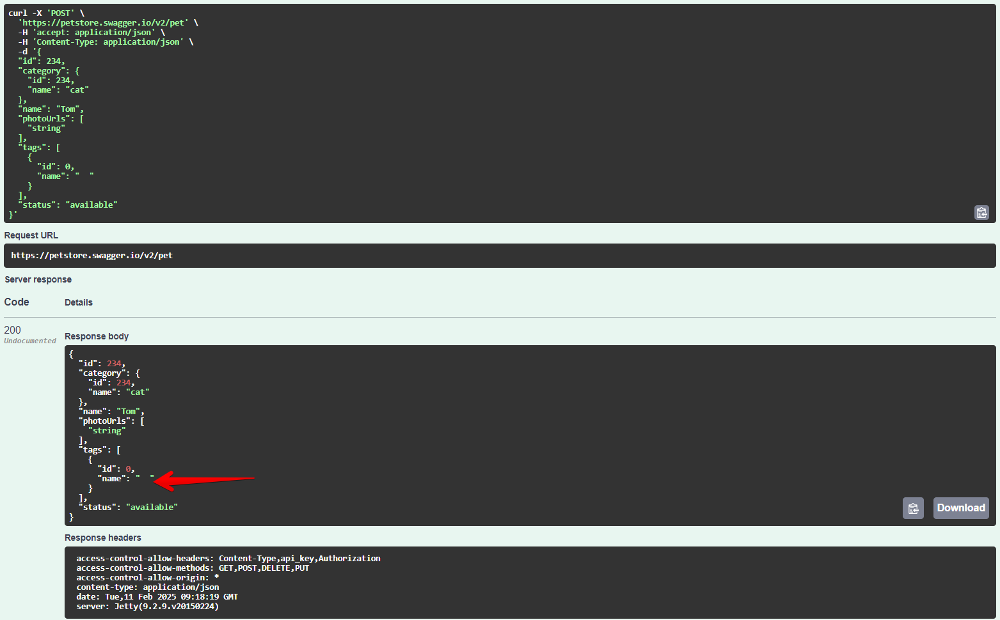 curl -X 'POST' \
  'https://petstore.swagger.io/v2/pet' \
  -H 'accept: application/json' \
  -H 'Content-Type: application/json' \
  -d '{
  "id": 234,
  "category": {
    "id": 234,
    "name": "cat"
  },
  "name": "Tom",
  "photoUrls": [
    "string"
  ],
  "tags": [
    {
      "id": 0,
      "name": "  "
    }
  ],
  "status": "available"
}'
Request URL
https://petstore.swagger.io/v2/pet
Server response
Code Details
200
Undocumented
Response body
{
  "id": 234,
  "category": {
    "id": 234,
    "name": "cat"
  },
  "name": "Tom",
  "photoUrls": [
    "string"
  ],
  "tags": [
    {
      "id": 0,
      "name": "  "
    }
  ],
  "status": "available"
}
Download
Response headers
access-control-allow-headers: Content-Type,api_key,Authorization
access-control-allow-methods: GET,POST,DELETE,PUT
access-control-allow-origin: *
content-type: application/json
date: Tue,11 Feb 2025 09:18:19 GMT
server: Jetty(9.2.9.v20150224)